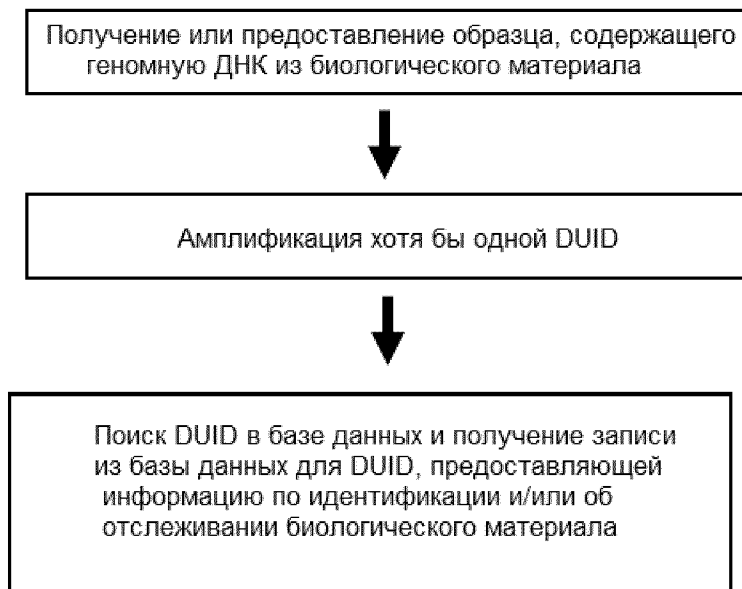 Получение или предоставление образца, содержащего
геномную ДНК из биологического материала
Амплификация хотя бы одной DUID
Поиск DUID в базе данных и получение записи
из базы данных для DUID, предоставляющей
информацию по идентификации и/или об
отслеживании биологического материала